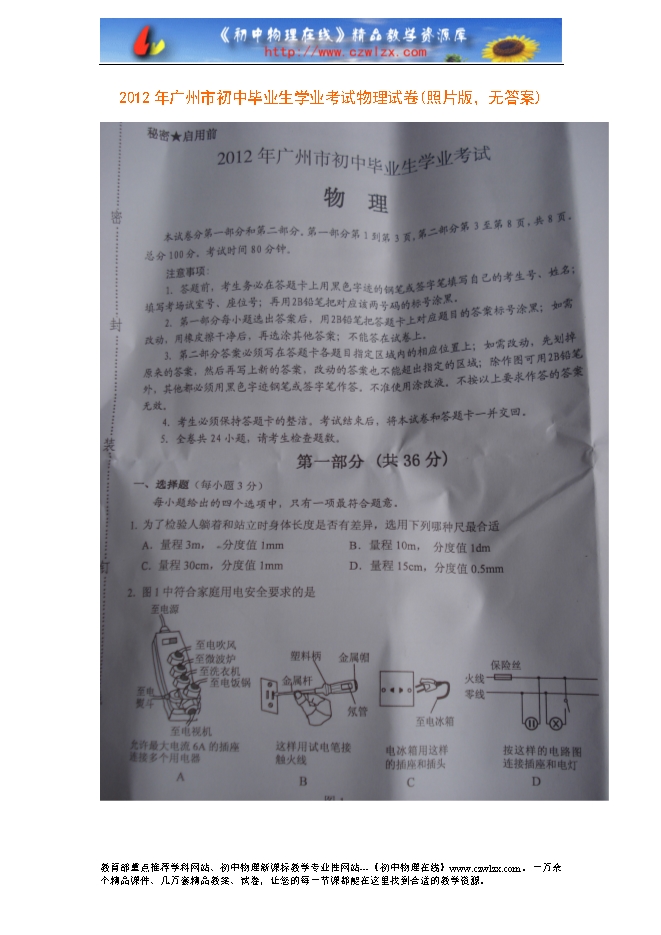 《初中物理在线》精品教学资源库
http://www.czwlzx.com
2012年广州市初中毕业生学业考试物理试卷(照片版，无答案)
秘密★启用前
2012年广州市初中毕业生学业考试
物 理
本试卷分第一部分和第二部分，第一部分第1到第3页，第二部分第3至第8页，共8页，
总分100分。考试时间80分钟。
注意事项：
1. 答题前，考生务必在答题卡上用黑色字迹的钢笔或签字笔填写自己的考生号、姓名；
填写考场试室号、座位号；再用2B铅笔把对应该两号码的标号涂黑。
2. 第一部分每小题选出答案后，用2B铅笔把答题卡上对应题目的答案标号涂黑；如需
改动，用橡皮擦干净后，再选涂其他答案；不能答在试卷上。
3. 第二部分答案必须写在答题卡各题目指定区域内的相应位置上；如需改动，先划掉
原来的答案，然后再写上新的答案，改动的答案也不能超出指定的区域；除作图可用2B铅笔
外，其他都必须用黑色字迹钢笔或签字笔作答。不准使用涂改液。不按以上要求作答的答案
无效。
4. 考生必须保持答题卡的整洁。考试结束后，将本试卷和答题卡一并交回。
5. 全卷共24小题，请考生检查题数。
密
封
装
订
第一部分（共36分）
一、选择题（每小题3分）
每小题给出的四个选项中，只有一项最符合题意。
1. 为了检验人躺着和站立时身体长度是否有差异，选用下列哪种尺最合适
A. 量程3m， 分度值1mm B. 量程10m， 分度值1dm
C. 量程30cm，分度值1mm D. 量程15cm，分度值0.5mm
2. 图1中符合家庭用电安全要求的是
至电源
至电吹风
至微波炉
至洗衣机
至电饭锅
至电
熨斗
至电视机
允许最大电流6A的插座
连接多个用电器
A
塑料柄 金属帽
金属杆
氖管
这样用试电笔接
触火线
B
至电冰箱
电冰箱用这样
的插座和插头
C
保险丝
火线
零线
按这样的电路图
连接插座和电灯
D
教育部重点推荐学科网站、初中物理新课标教学专业性网站---《初中物理在线》www.czwlzx.com。一万余
个精品课件、几万套精品教案、试卷，让您的每一节课都能在这里找到合适的教学资源。